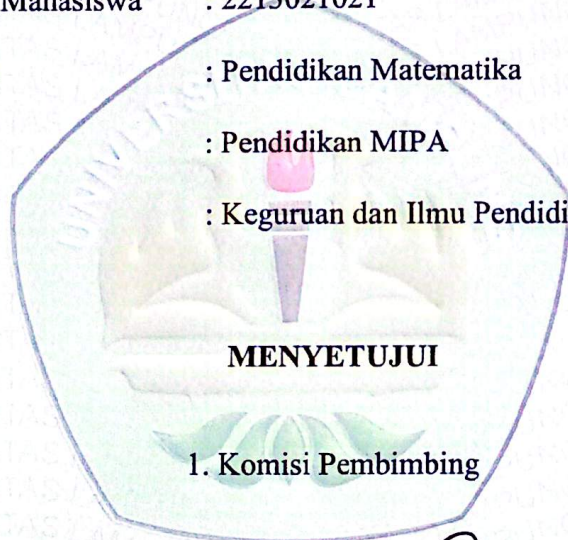 Mahasiswa : 2213021021
: Pendidikan Matematika
: Pendidikan MIPA
: Keguruan dan Ilmu Pendidi
MENYETUJUI
1. Komisi Pembimbing